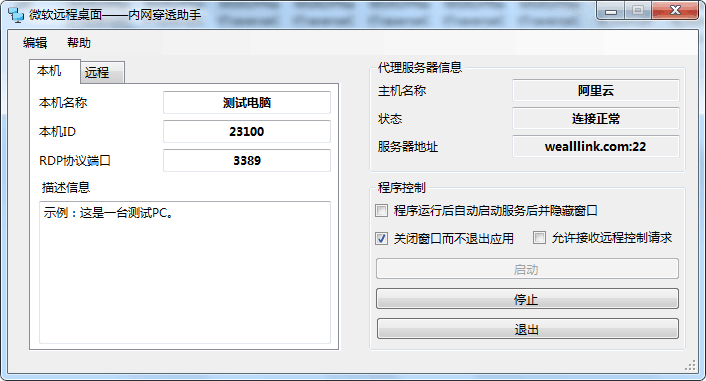 微软远程桌面——内网穿透助手
编辑 帮助
本机 远程
本机名称 测试电脑
本机ID 23100
RDP协议端口 3389
描述信息
示例：这是一台测试PC。
代理服务器信息
主机名称 阿里云
状态 连接正常
服务器地址 wealllink.com:22
程序控制
程序运行后自动启动服务后并隐藏窗口
关闭窗口而不退出应用 允许接收远程控制请求
启动
停止
退出